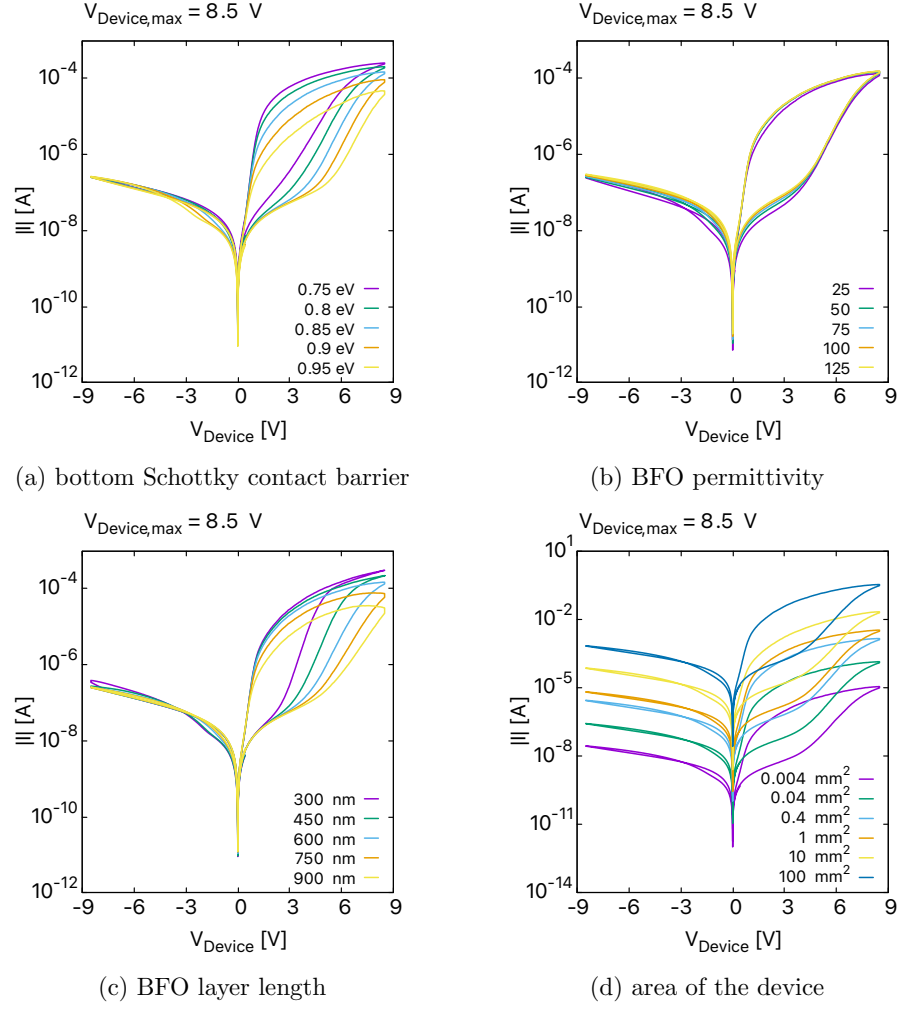 V_Device,max = 8.5 V
|I| [A]
10^-4
10^-6
10^-8
10^-10
10^-12
0.75 eV
0.8 eV
0.85 eV
0.9 eV
0.95 eV
-9 -6 -3 0 3 6 9
V_Device [V]
(a) bottom Schottky contact barrier
V_Device,max = 8.5 V
|I| [A]
10^-4
10^-6
10^-8
10^-10
10^-12
25
50
75
100
125
-9 -6 -3 0 3 6 9
V_Device [V]
(b) BFO permittivity
V_Device,max = 8.5 V
|I| [A]
10^-4
10^-6
10^-8
10^-10
10^-12
300 nm
450 nm
600 nm
750 nm
900 nm
-9 -6 -3 0 3 6 9
V_Device [V]
(c) BFO layer length
V_Device,max = 8.5 V
|I| [A]
10^1
10^-2
10^-5
10^-8
10^-11
10^-14
0.004 mm^2
0.04 mm^2
0.4 mm^2
1 mm^2
10 mm^2
100 mm^2
-9 -6 -3 0 3 6 9
V_Device [V]
(d) area of the device